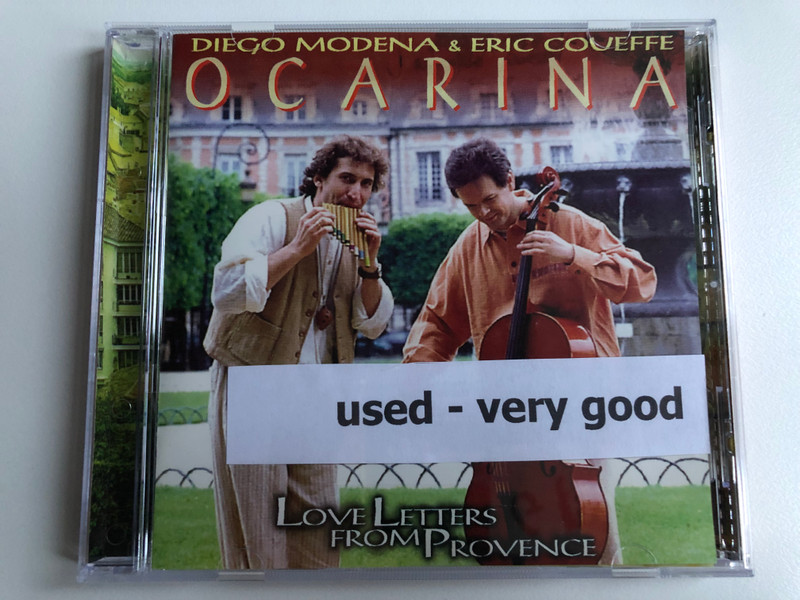 DIEGO MODENA & ERIC COUEFFE
OCARINA
used - very good
LOVE LETTERS
FROM PROVENCE